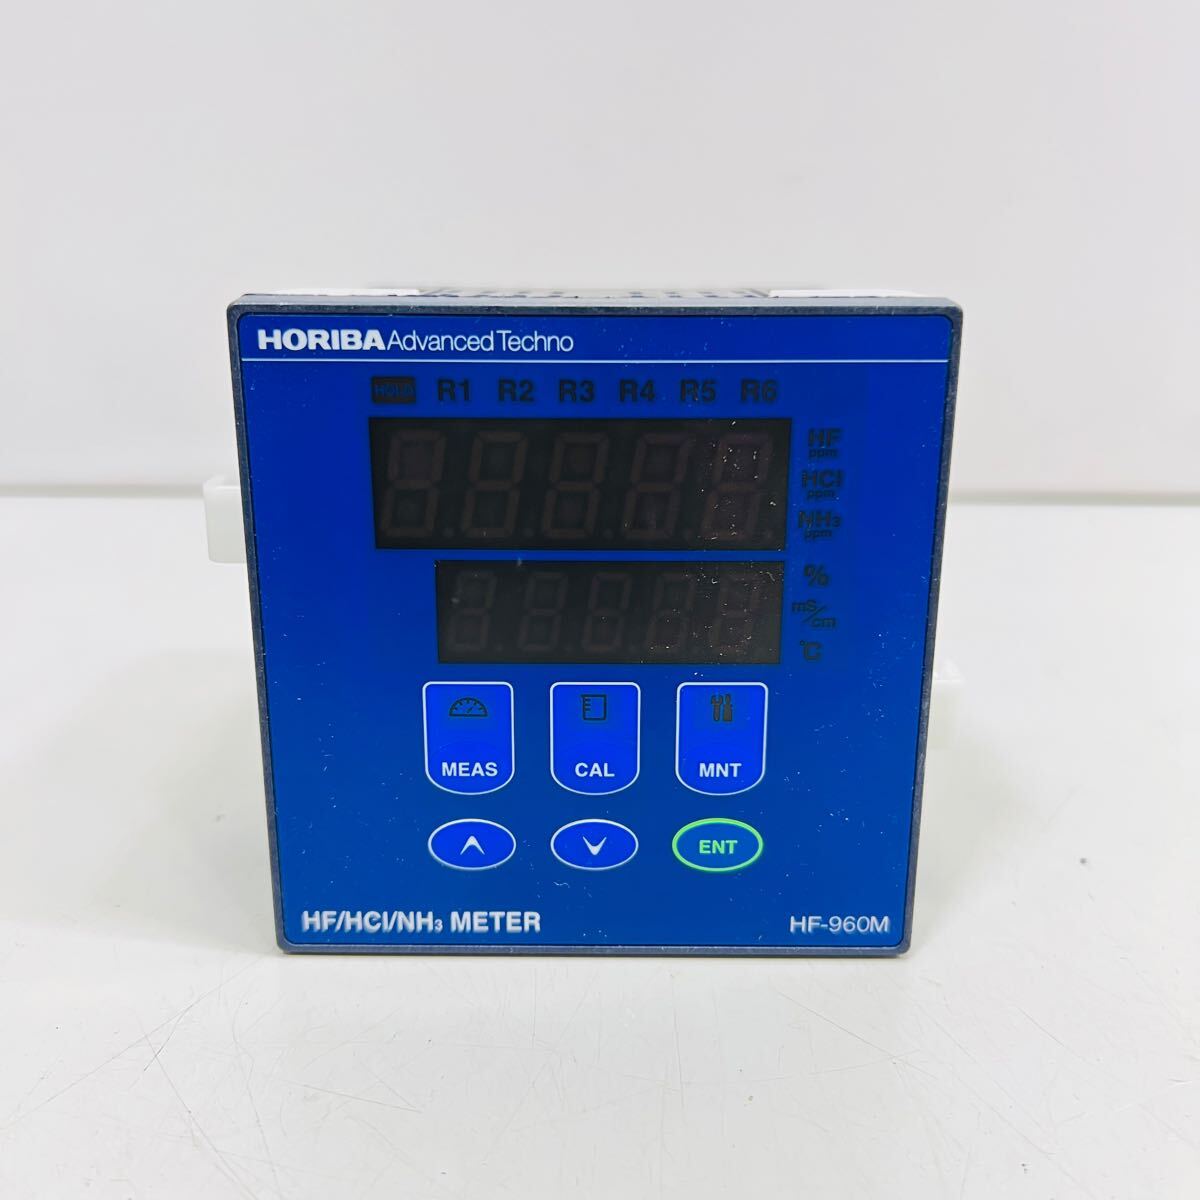 HORIBA Advanced Techno
HOLD R1 R2 R3 R4 R5 R6
HF
ppm
HCl
ppm
NH₃
ppm
%
mS/cm
℃
MEAS CAL MNT
ENT
HF/HCl/NH₃ METER
HF-960M